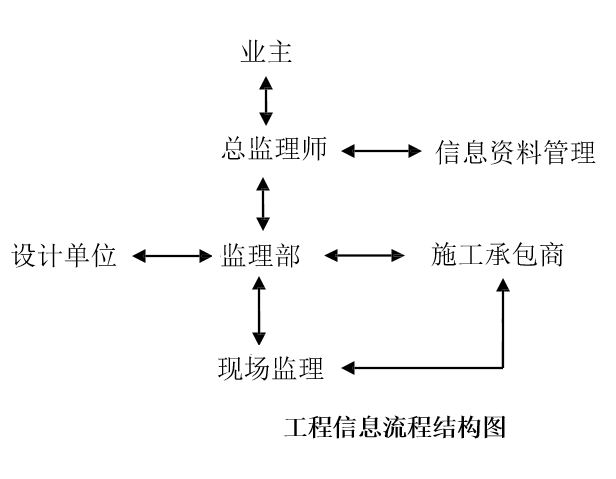 业主
总监理师
信息资料管理
设计单位
监理部
施工承包商
现场监理
工程信息流程结构图